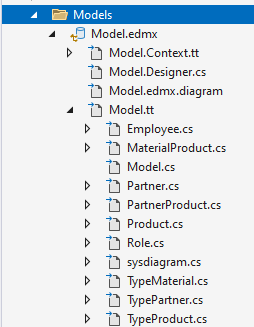 Models
Model.edmx
Model.Context.tt
Model.Designer.cs
Model.edmx.diagram
Model.tt
Employee.cs
MaterialProduct.cs
Model.cs
Partner.cs
PartnerProduct.cs
Product.cs
Role.cs
sysdiagram.cs
TypeMaterial.cs
TypePartner.cs
TypeProduct.cs